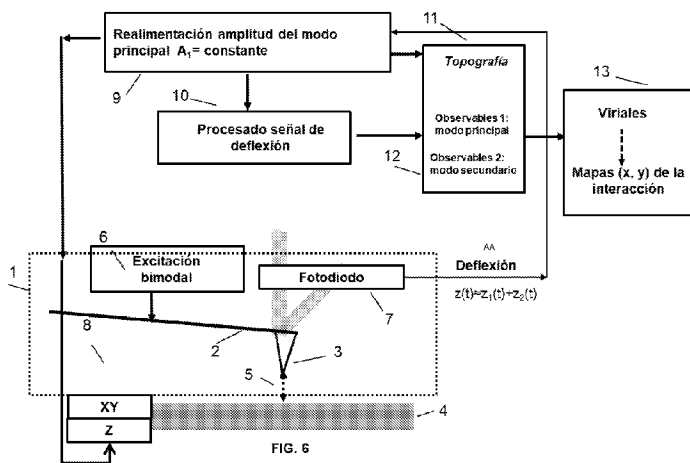 11
Realimentación amplitud del modo
principal A₁= constante
9
Topografía
Observables 1:
modo principal
Observables 2:
modo secundario
12
13
Viriales
Mapas (x, y) de la
interacción
10
Procesado señal de
deflexión
6
Excitación
bimodal
1
Fotodiodo
7
AA
Deflexión
z(t)≈z₁(t)+z₂(t)
8
2
3
5
4
XY
Z
FIG. 6